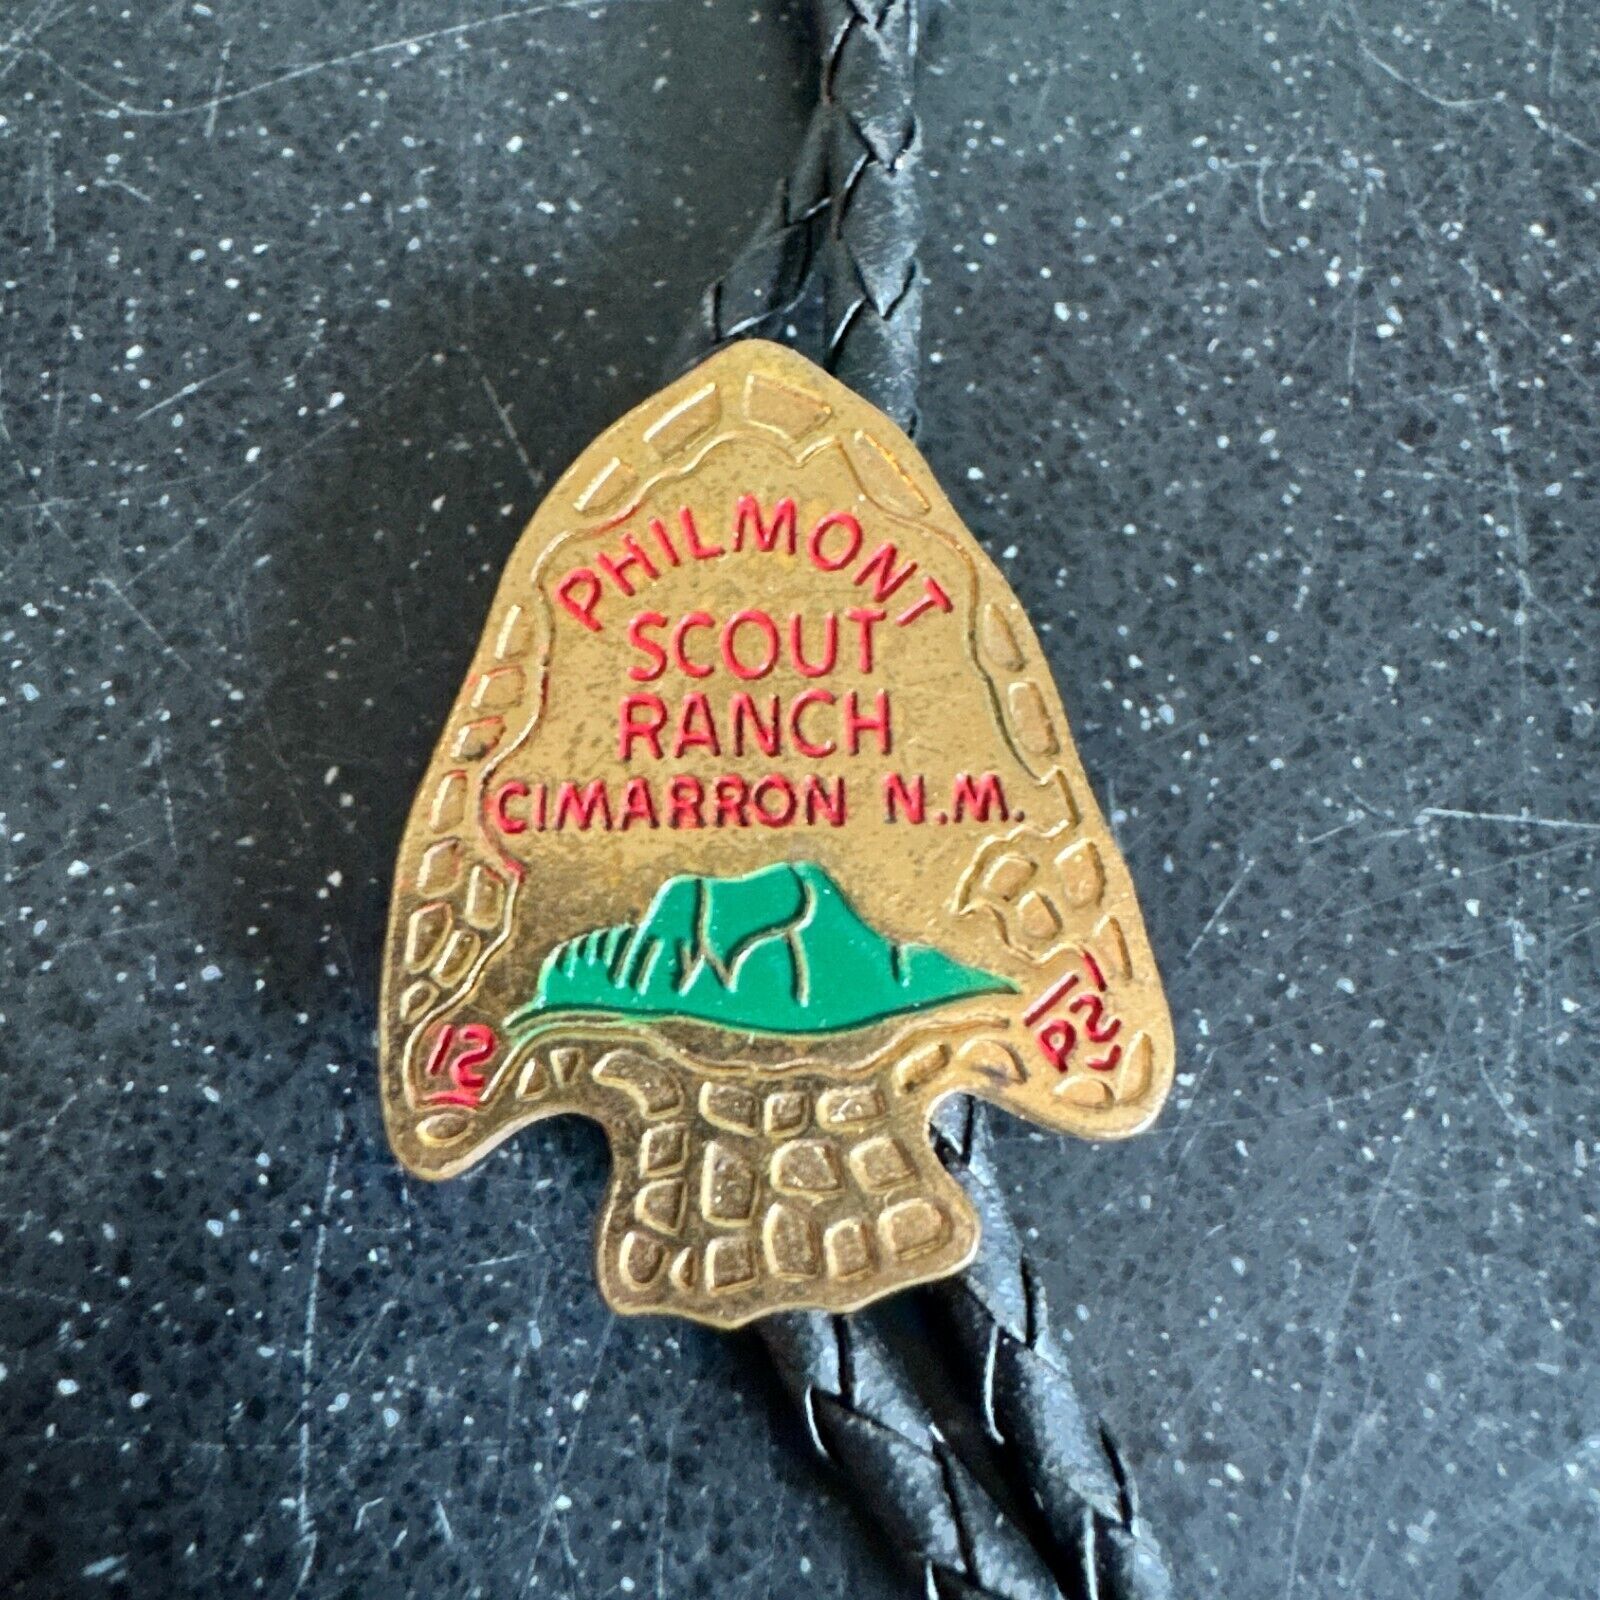 PHILMONT
SCOUT
RANCH
CIMARRON N.M.